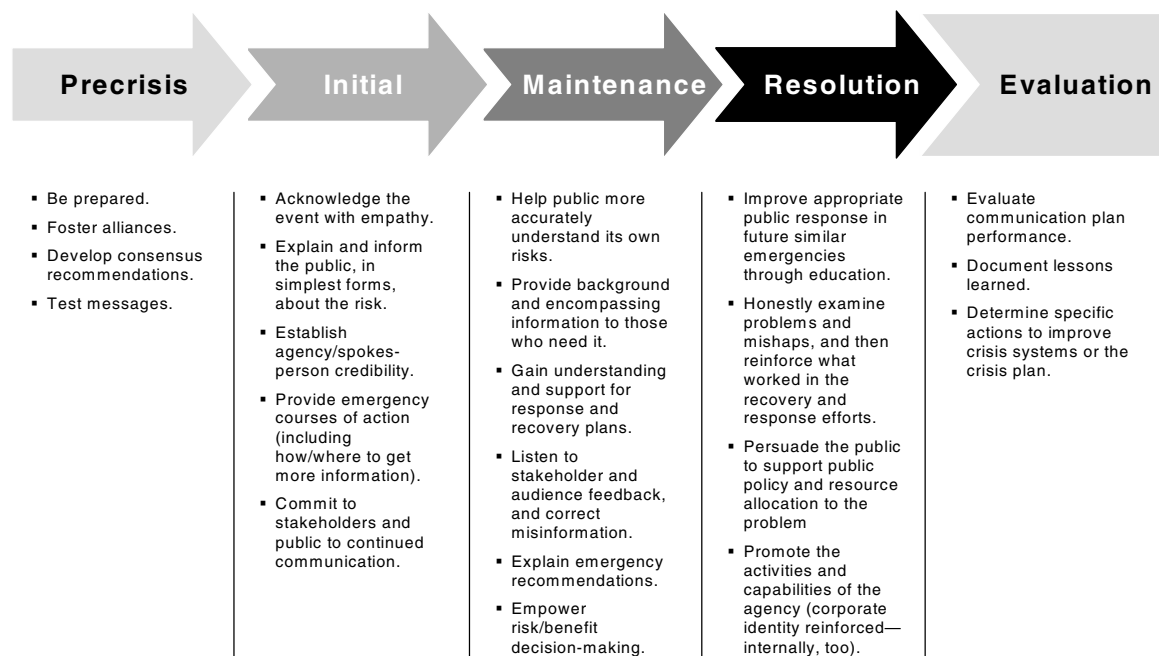 Precrisis
Initial
Maintenance
Resolution
Evaluation
▪ Be prepared.
▪ Foster alliances.
▪ Develop consensus
recommendations.
▪ Test messages.
▪ Acknowledge the
event with empathy.
▪ Explain and inform
the public, in
simplest forms,
about the risk.
▪ Establish
agency/spokes-
person credibility.
▪ Provide emergency
courses of action
(including
how/where to get
more information).
▪ Commit to
stakeholders and
public to continued
communication.
▪ Help public more
accurately
understand its own
risks.
▪ Provide background
and encompassing
information to those
who need it.
▪ Gain understanding
and support for
response and
recovery plans.
▪ Listen to
stakeholder and
audience feedback,
and correct
misinformation.
▪ Explain emergency
recommendations.
▪ Empower
risk/benefit
decision-making.
▪ Improve appropriate
public response in
future similar
emergencies
through education.
▪ Honestly examine
problems and
mishaps, and then
reinforce what
worked in the
recovery and
response efforts.
▪ Persuade the public
to support public
policy and resource
allocation to the
problem
▪ Promote the
activities and
capabilities of the
agency (corporate
identity reinforced—
internally, too).
▪ Evaluate
communication plan
performance.
▪ Document lessons
learned.
▪ Determine specific
actions to improve
crisis systems or the
crisis plan.